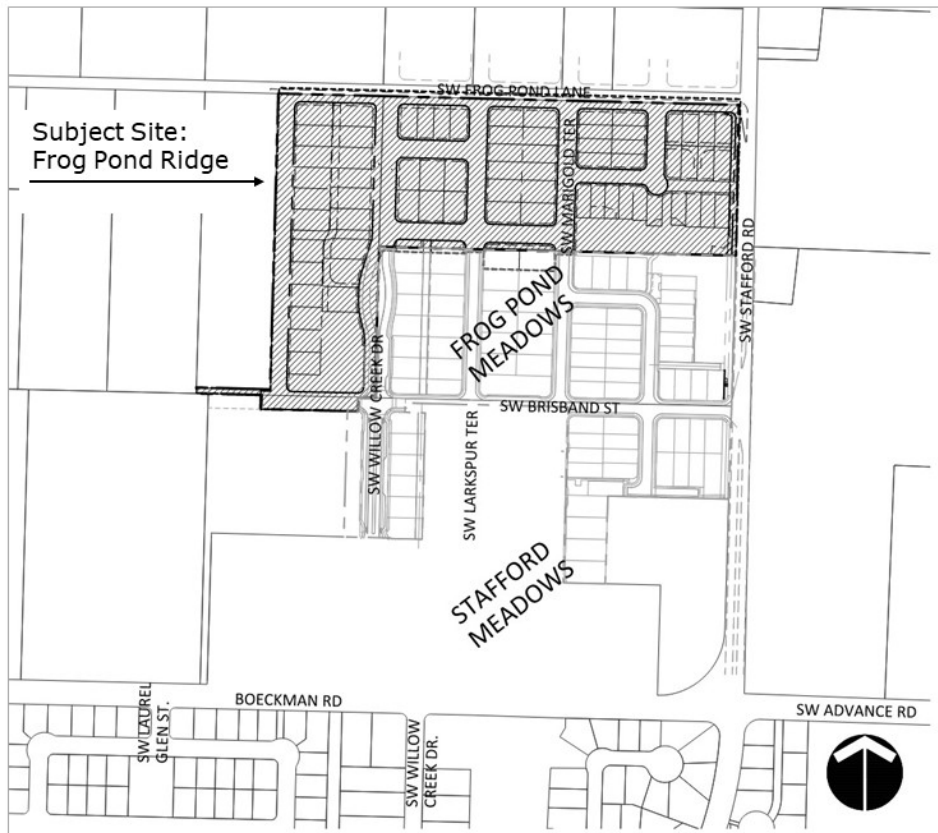 SW FROG POND LANE
Subject Site:
Frog Pond Ridge
SW MARIGOLD TER
SW STAFFORD RD
FROG POND
MEADOWS
SW WILLOW CREEK DR
SW BRISBAND ST
SW LARKSPUR TER
STAFFORD
MEADOWS
SW LAUREL
GLEN ST.
BOECKMAN RD
SW WILLOW
CREEK DR.
SW ADVANCE RD